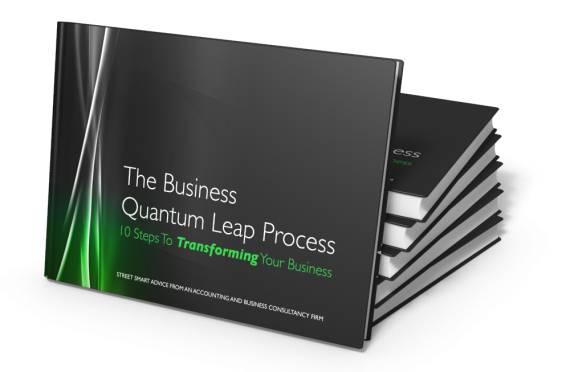 The Business
Quantum Leap Process
10 Steps To Transforming Your Business
STREET SMART ADVICE FROM AN ACCOUNTING AND BUSINESS CONSULTANCY FIRM
ess